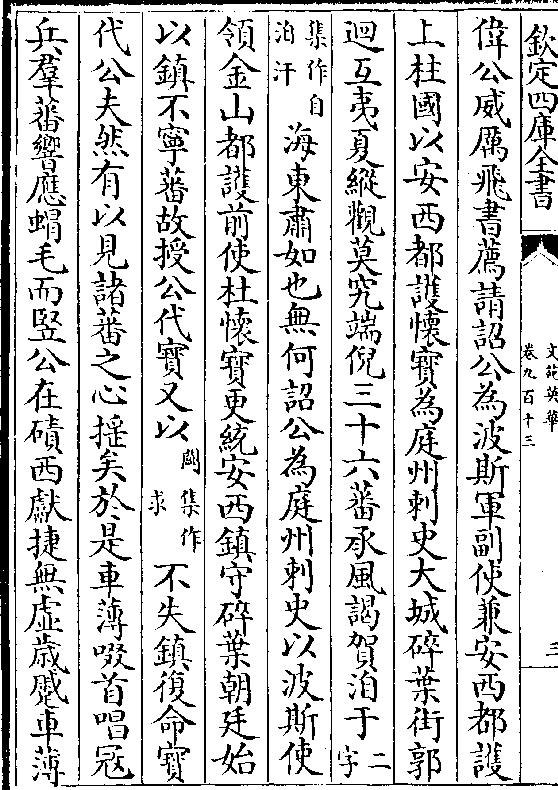 欽定四庫全書
文苑英華
卷九百十三
三
偉公威厲飛書薦請詔公為波斯軍副使兼安西都護
上柱國以安西都護懷寶為庭州刺史大城碎葉街郭
迴互夷夏縱觀莫究端倪三十六蕃承風謁賀洎于二字
集作自洎汗海東肅如也無何詔公為庭州刺史以波斯使
領金山都護前使杜懷寶更統安西鎮守碎葉朝廷始
以鎮不寧蕃故授公代寶又以闕集作求不失鎮復命寶
代公夫然有以見諸蕃之心揺矣於是車薄啜首唱寇
兵羣蕃響應蝟毛而竪公在磧西獻捷無虛歳蹙車薄